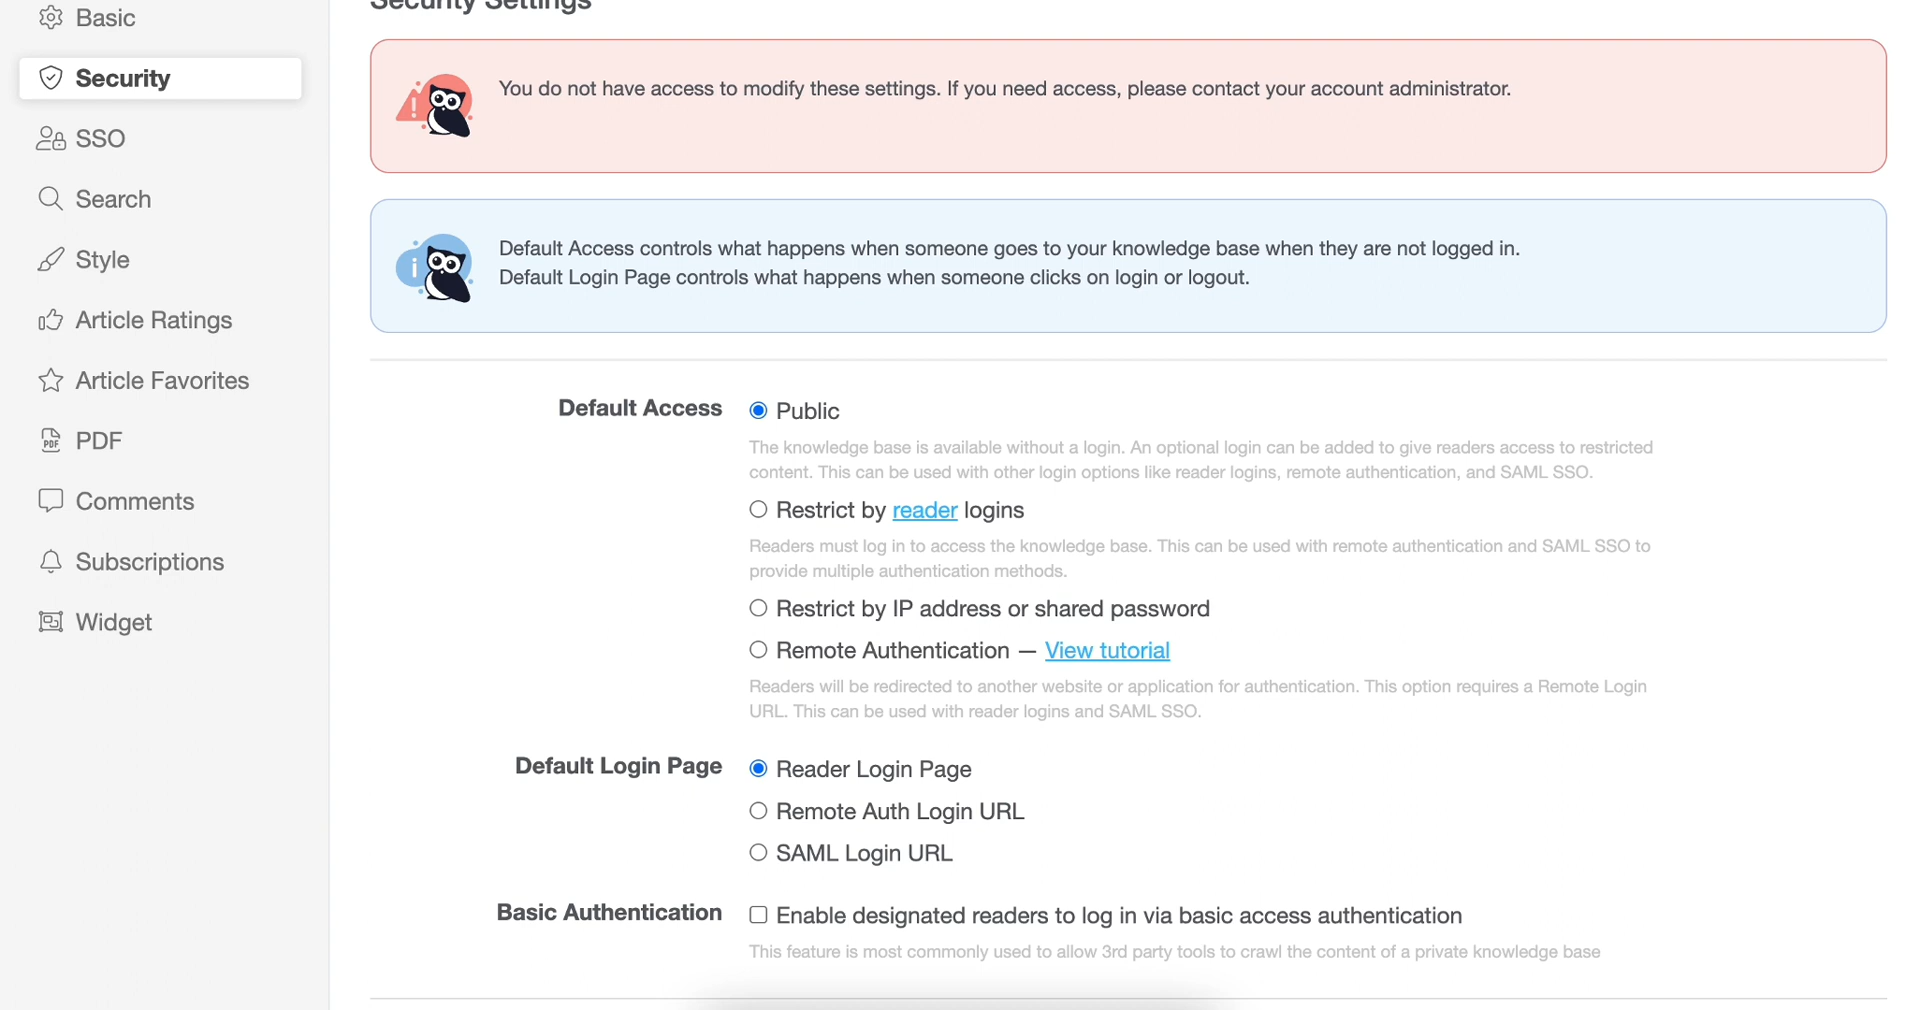 Security Settings
Basic
Security
SSO
Search
Style
Article Ratings
Article Favorites
PDF
Comments
Subscriptions
Widget
You do not have access to modify these settings. If you need access, please contact your account administrator.
Default Access controls what happens when someone goes to your knowledge base when they are not logged in.
Default Login Page controls what happens when someone clicks on login or logout.
Default Access
Public
The knowledge base is available without a login. An optional login can be added to give readers access to restricted
content. This can be used with other login options like reader logins, remote authentication, and SAML SSO.
Restrict by reader logins
Readers must log in to access the knowledge base. This can be used with remote authentication and SAML SSO to
provide multiple authentication methods.
Restrict by IP address or shared password
Remote Authentication — View tutorial
Readers will be redirected to another website or application for authentication. This option requires a Remote Login
URL. This can be used with reader logins and SAML SSO.
Default Login Page
Reader Login Page
Remote Auth Login URL
SAML Login URL
Basic Authentication
Enable designated readers to log in via basic access authentication
This feature is most commonly used to allow 3rd party tools to crawl the content of a private knowledge base